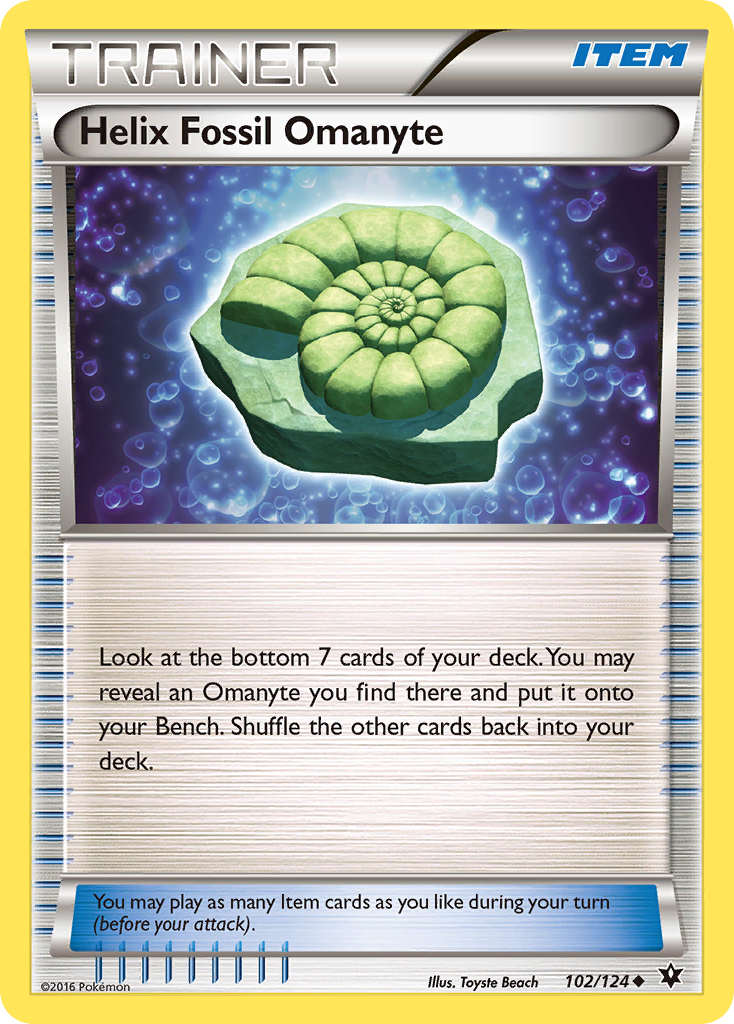 TRAINER
ITEM
Helix Fossil Omanyte
Look at the bottom 7 cards of your deck. You may
reveal an Omanyte you find there and put it onto
your Bench. Shuffle the other cards back into your
deck.
You may play as many Item cards as you like during your turn
(before your attack).
©2016 Pokémon
Illus. Toyste Beach
102/124